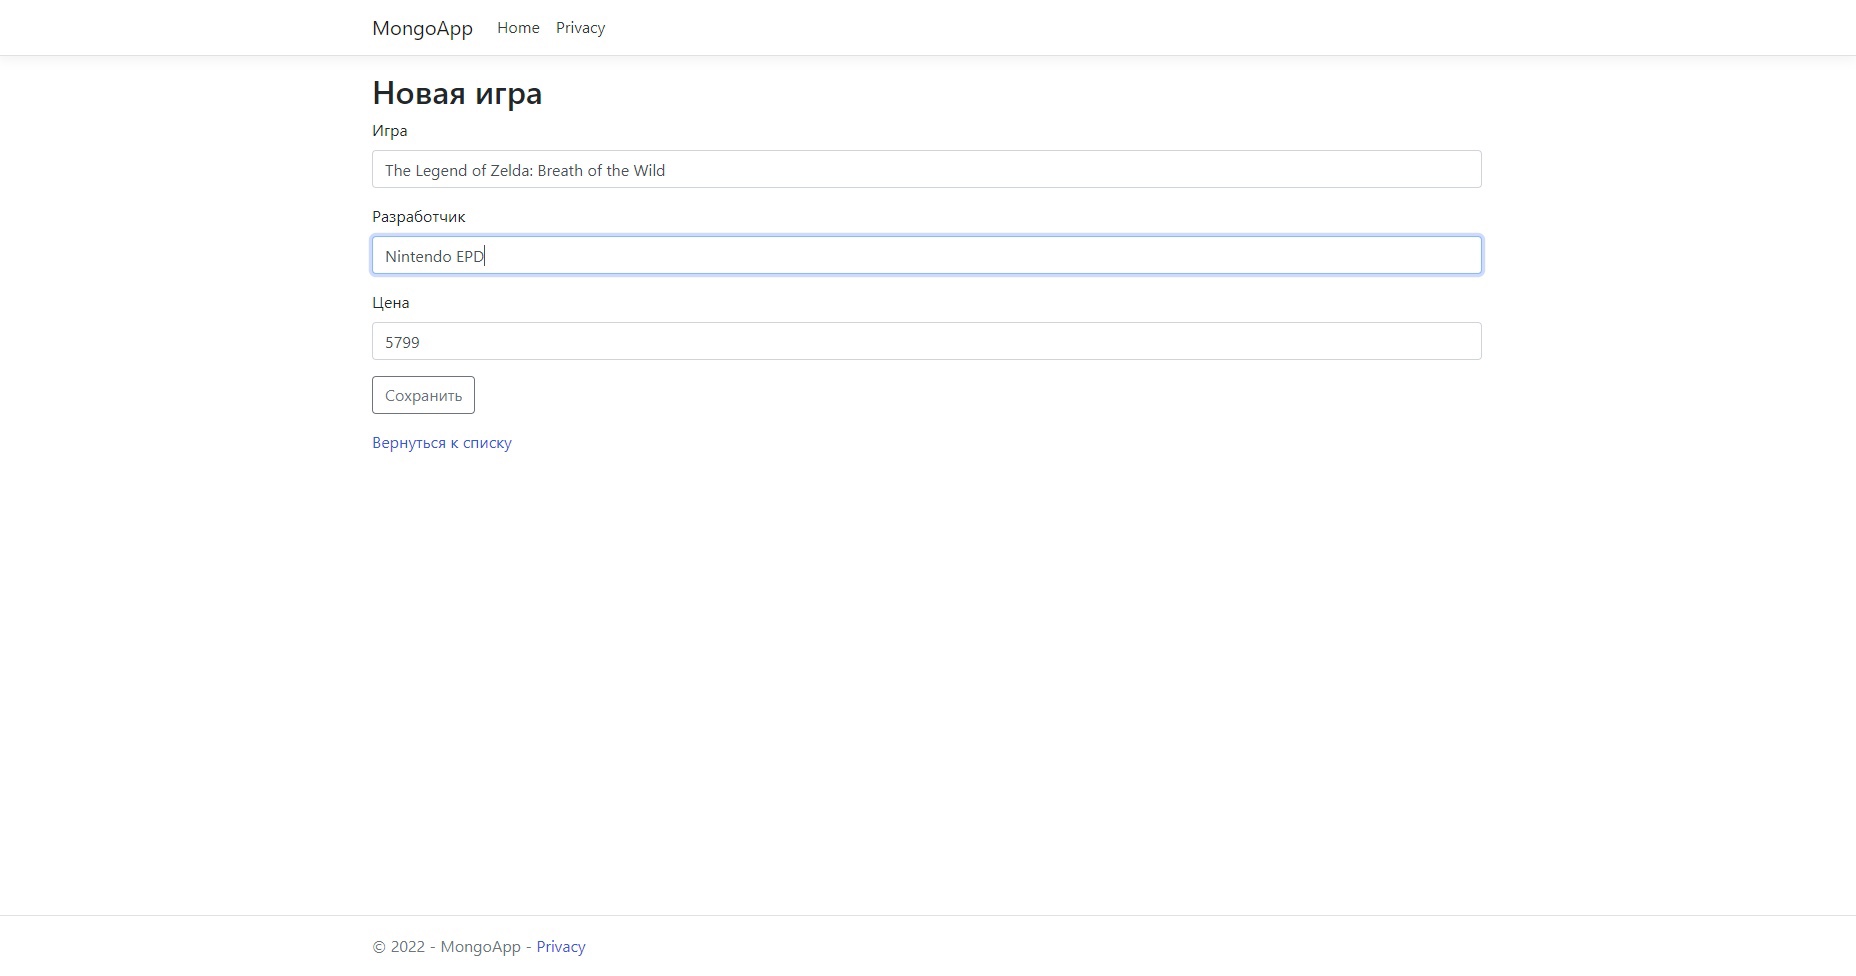 MongoApp Home Privacy
Новая игра
Игра
The Legend of Zelda: Breath of the Wild
Разработчик
Nintendo EPD
Цена
5799
Сохранить
Вернуться к списку
© 2022 - MongoApp - Privacy